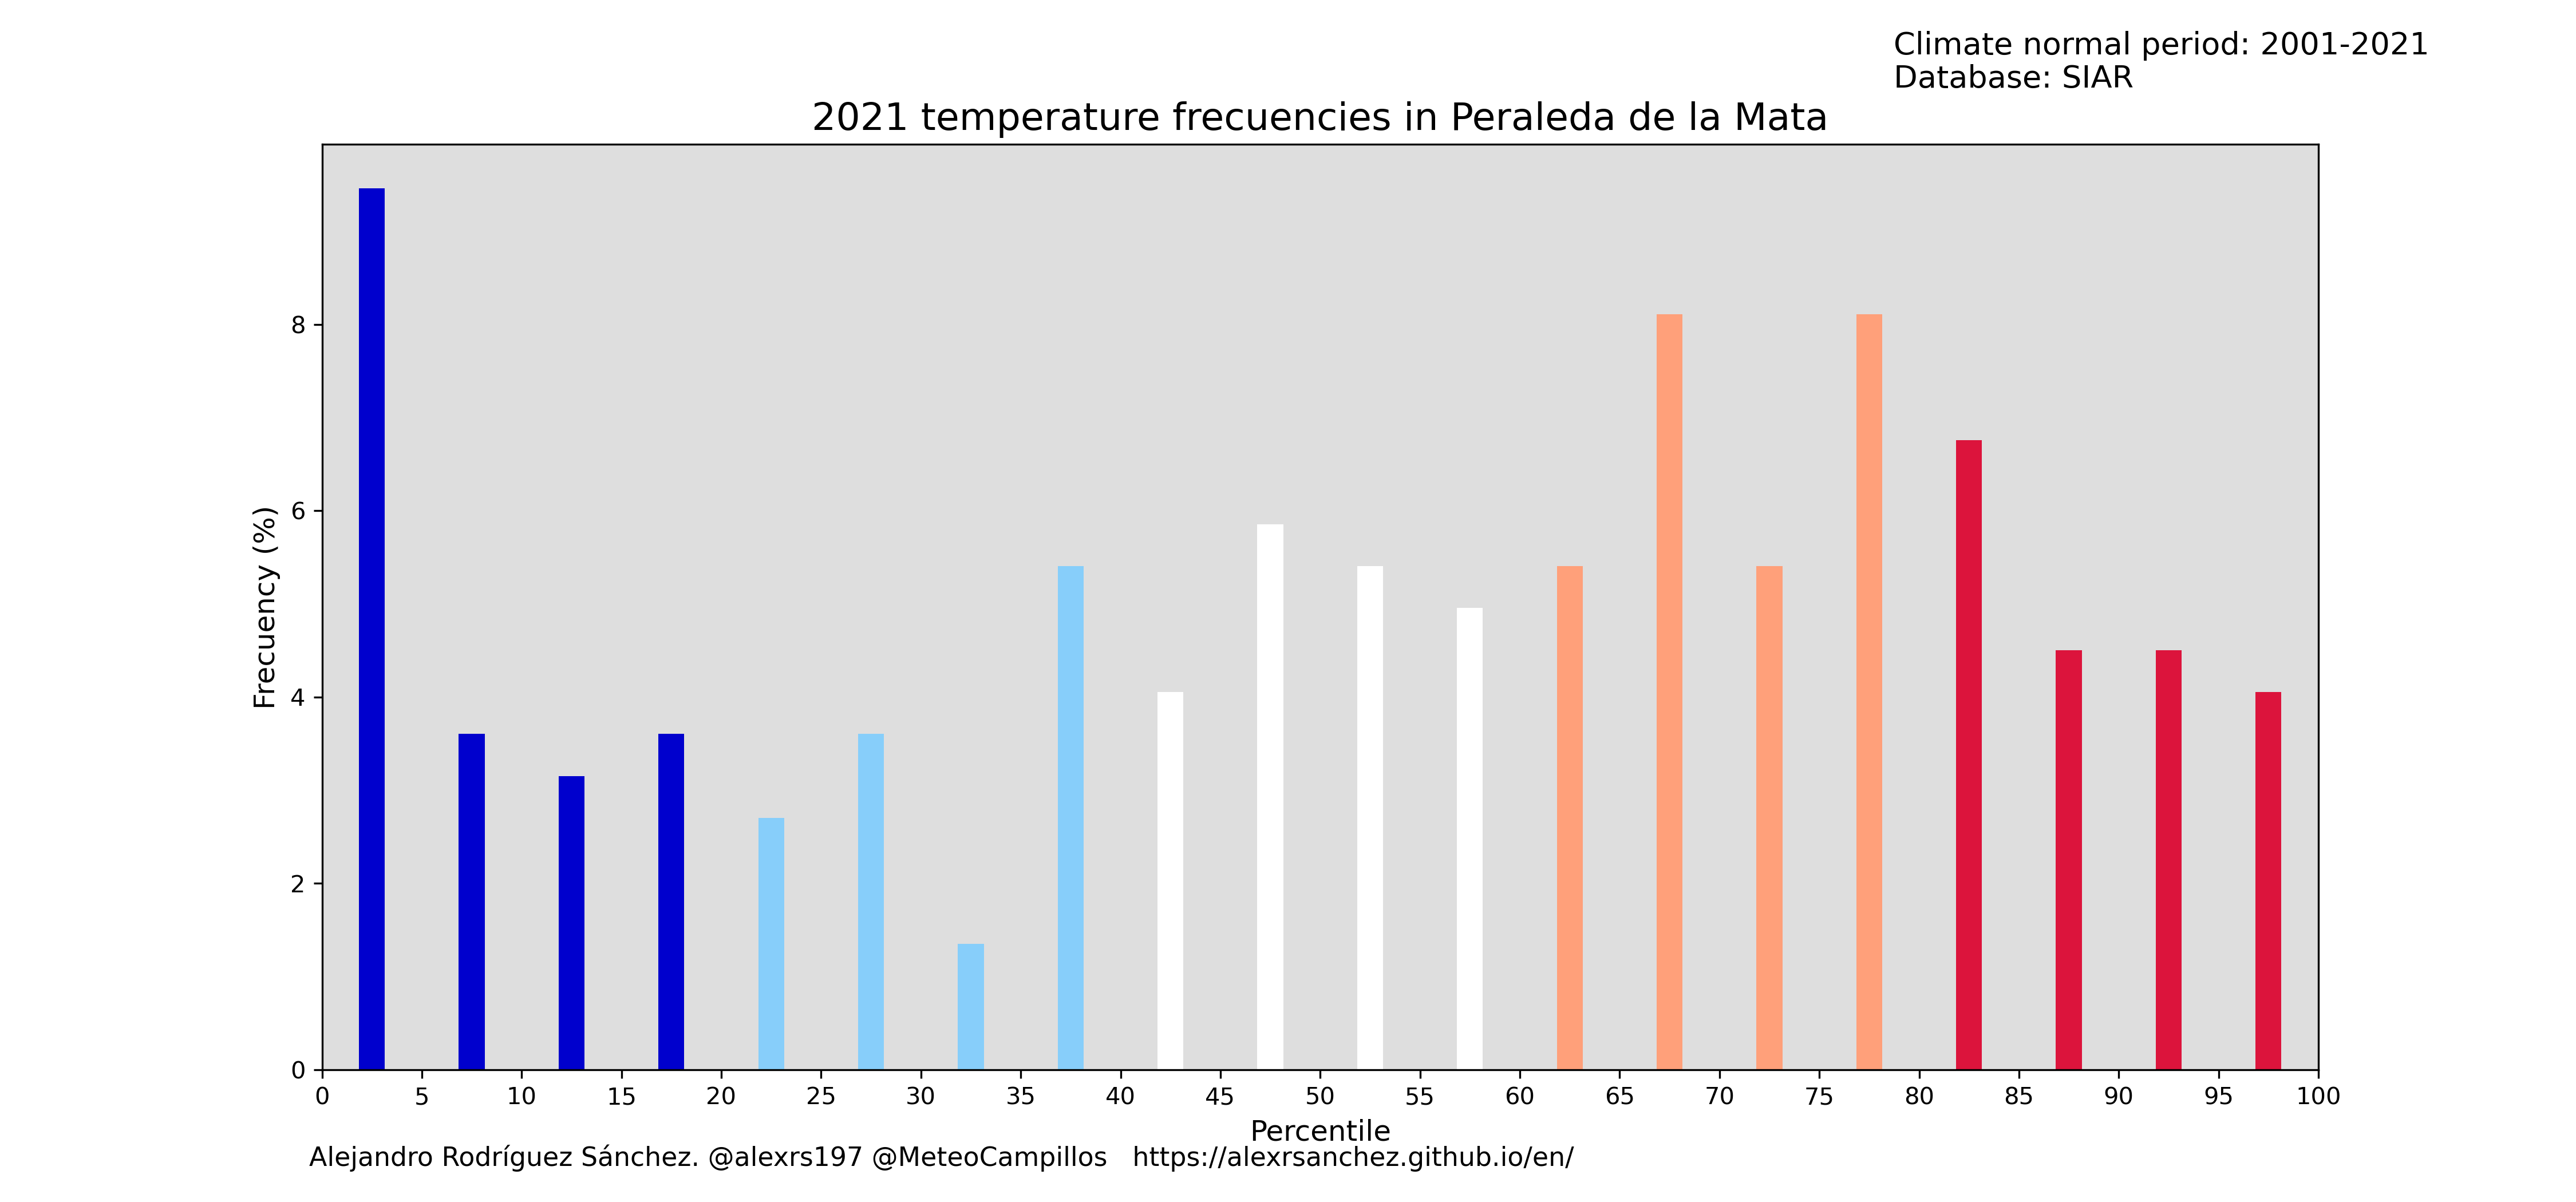 Climate normal period: 2001-2021
Database: SIAR
2021 temperature frecuencies in Peraleda de la Mata
Frecuency (%)
8
6
4
2
0
0 5 10 15 20 25 30 35 40 45 50 55 60 65 70 75 80 85 90 95 100
Percentile
Alejandro Rodríguez Sánchez. @alexrs197 @MeteoCampillos https://alexrsanchez.github.io/en/